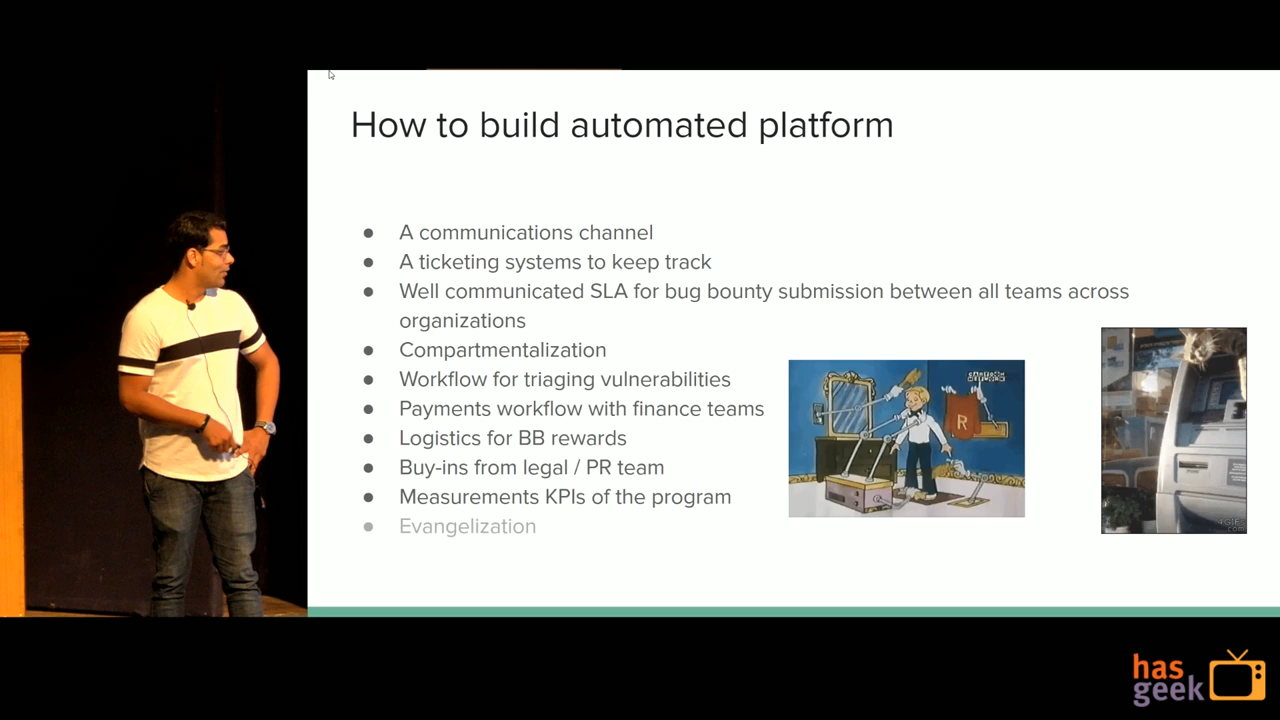 How to build automated platform
● A communications channel
● A ticketing systems to keep track
● Well communicated SLA for bug bounty submission between all teams across
organizations
● Compartmentalization
● Workflow for triaging vulnerabilities
● Payments workflow with finance teams
● Logistics for BB rewards
● Buy-ins from legal / PR team
● Measurements KPIs of the program
● Evangelization
R
has
geek